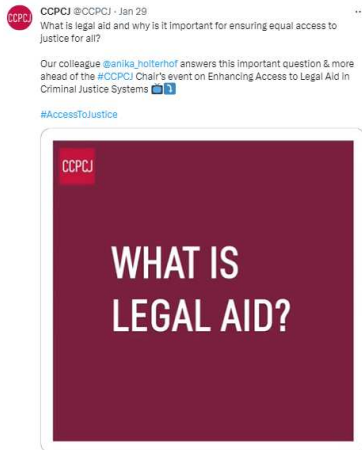 CCPCJ @CCPCJ · Jan 29
What is legal aid and why is it important for ensuring equal access to
justice for all?
Our colleague @anika_holterhof answers this important question & more
ahead of the #CCPCJ Chair's event on Enhancing Access to Legal Aid in
Criminal Justice Systems
#AccessToJustice
CCPCJ
WHAT IS
LEGAL AID?